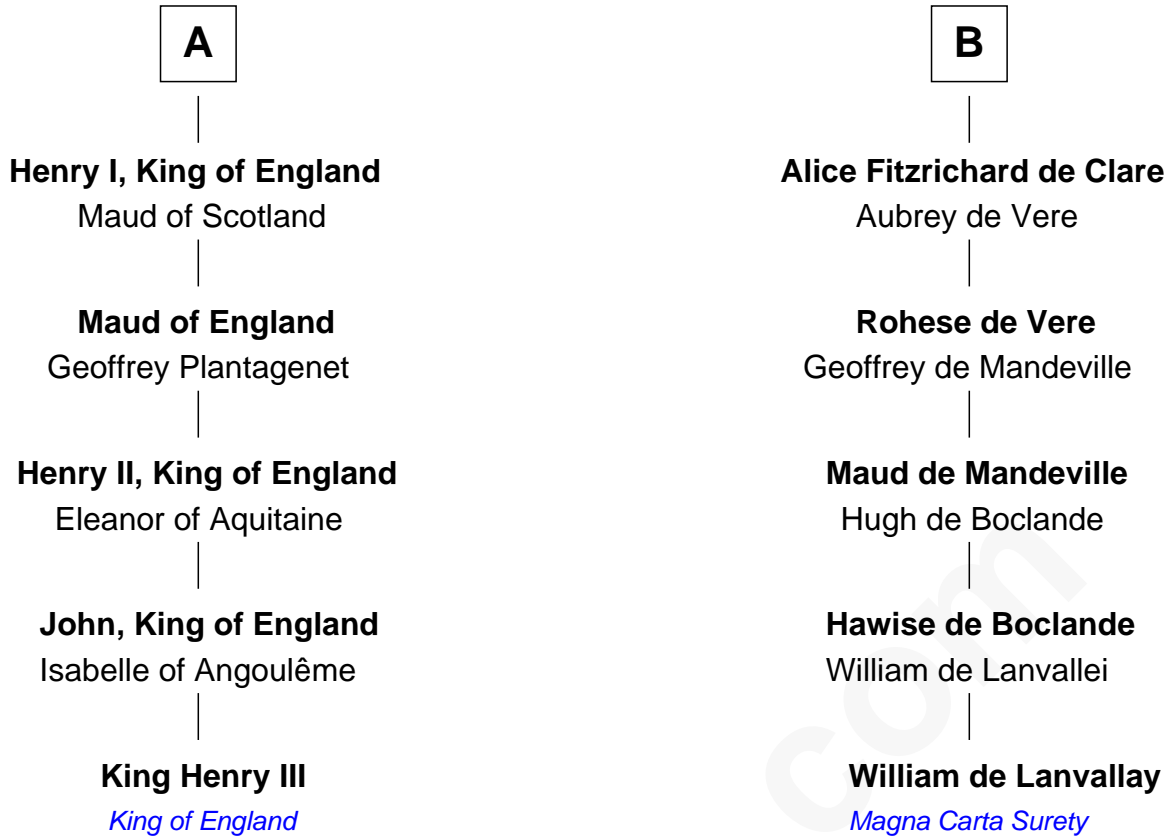 A
Henry I, King of England
Maud of Scotland
Maud of England
Geoffrey Plantagenet
Henry II, King of England
Eleanor of Aquitaine
John, King of England
Isabelle of Angoulême
King Henry III
King of England
B
Alice Fitzrichard de Clare
Aubrey de Vere
Rohese de Vere
Geoffrey de Mandeville
Maud de Mandeville
Hugh de Boclande
Hawise de Boclande
William de Lanvallei
William de Lanvallay
Magna Carta Surety
com